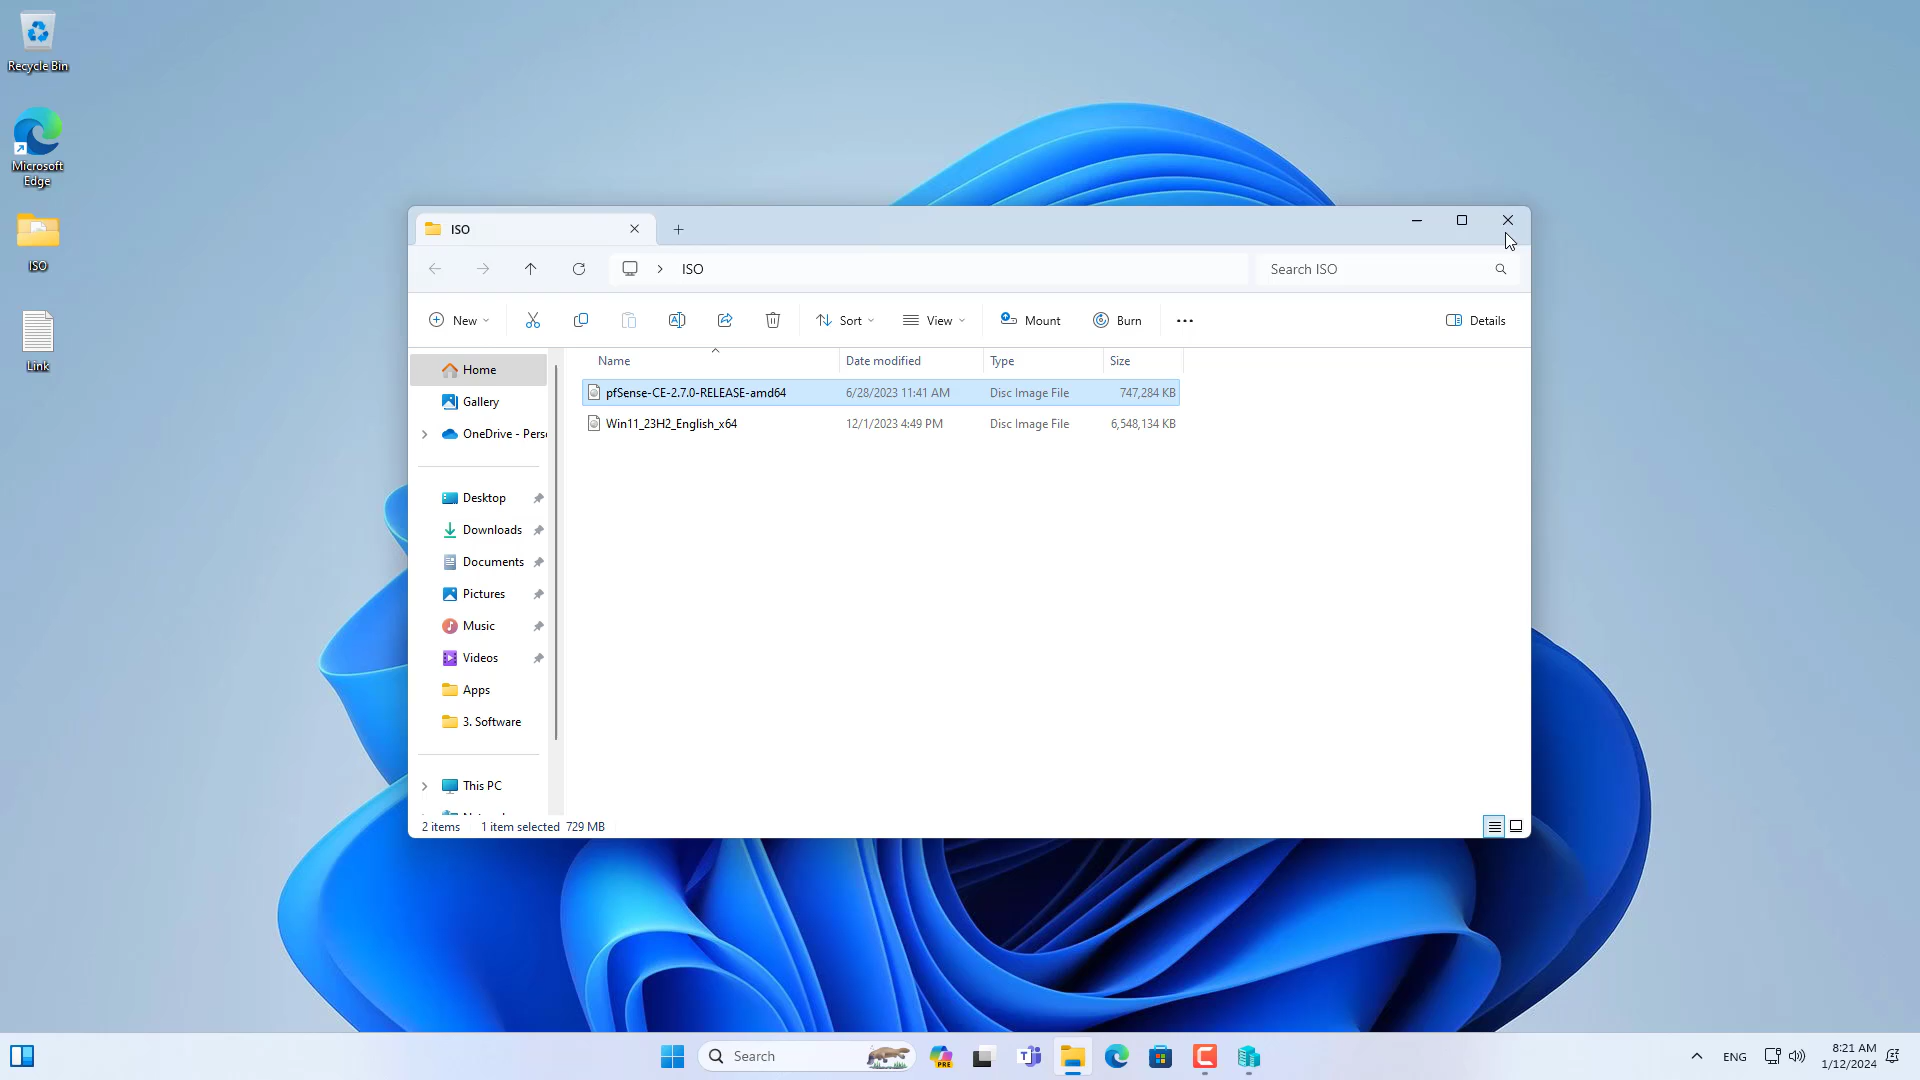 Recycle Bin
Microsoft
Edge
ISO
Link
ISO
ISO
Search ISO
New
Sort
View
Mount
Burn
Details
Name
Date modified
Type
Size
Home
Gallery
OneDrive - Pers
Desktop
Downloads
Documents
Pictures
Music
Videos
Apps
3. Software
This PC
pfSense-CE-2.7.0-RELEASE-amd64 6/28/2023 11:41 AM Disc Image File 747,284 KB
Win11_23H2_English_x64 12/1/2023 4:49 PM Disc Image File 6,548,134 KB
2 items 1 item selected 729 MB
Search
PRE
ENG
8:21 AM
1/12/2024